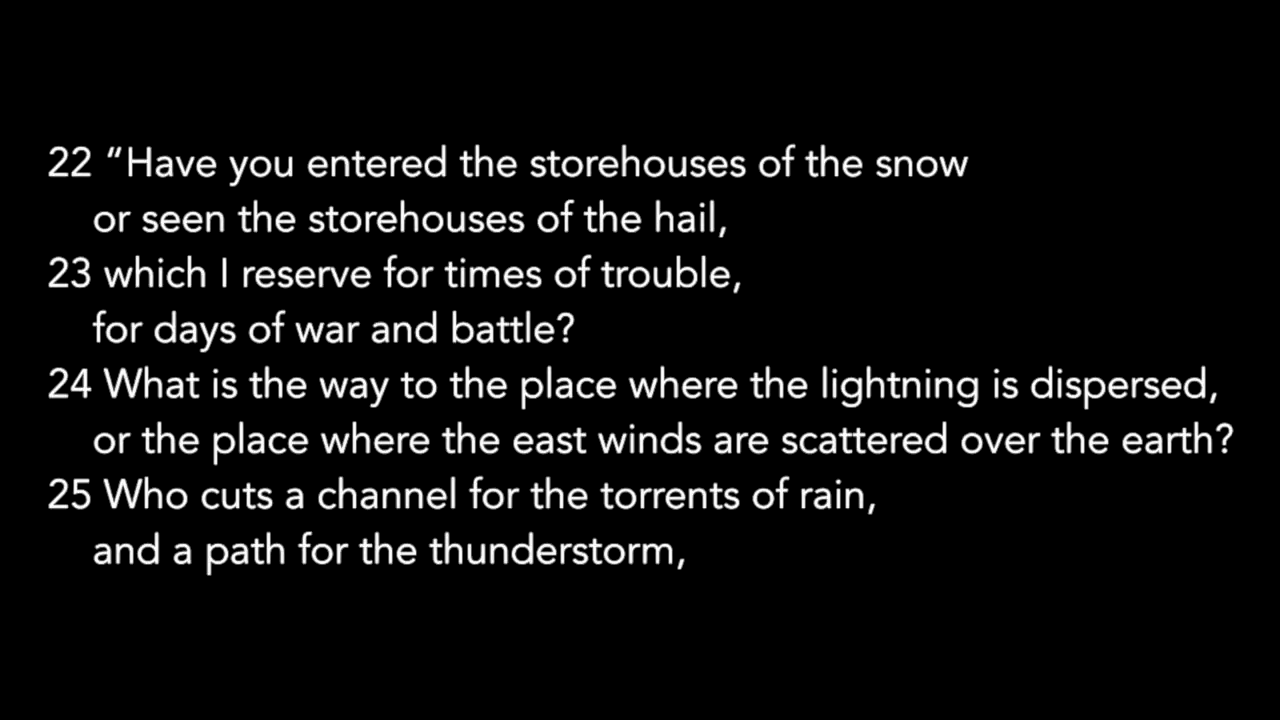 22 “Have you entered the storehouses of the snow
or seen the storehouses of the hail,
23 which I reserve for times of trouble,
for days of war and battle?
24 What is the way to the place where the lightning is dispersed,
or the place where the east winds are scattered over the earth?
25 Who cuts a channel for the torrents of rain,
and a path for the thunderstorm,